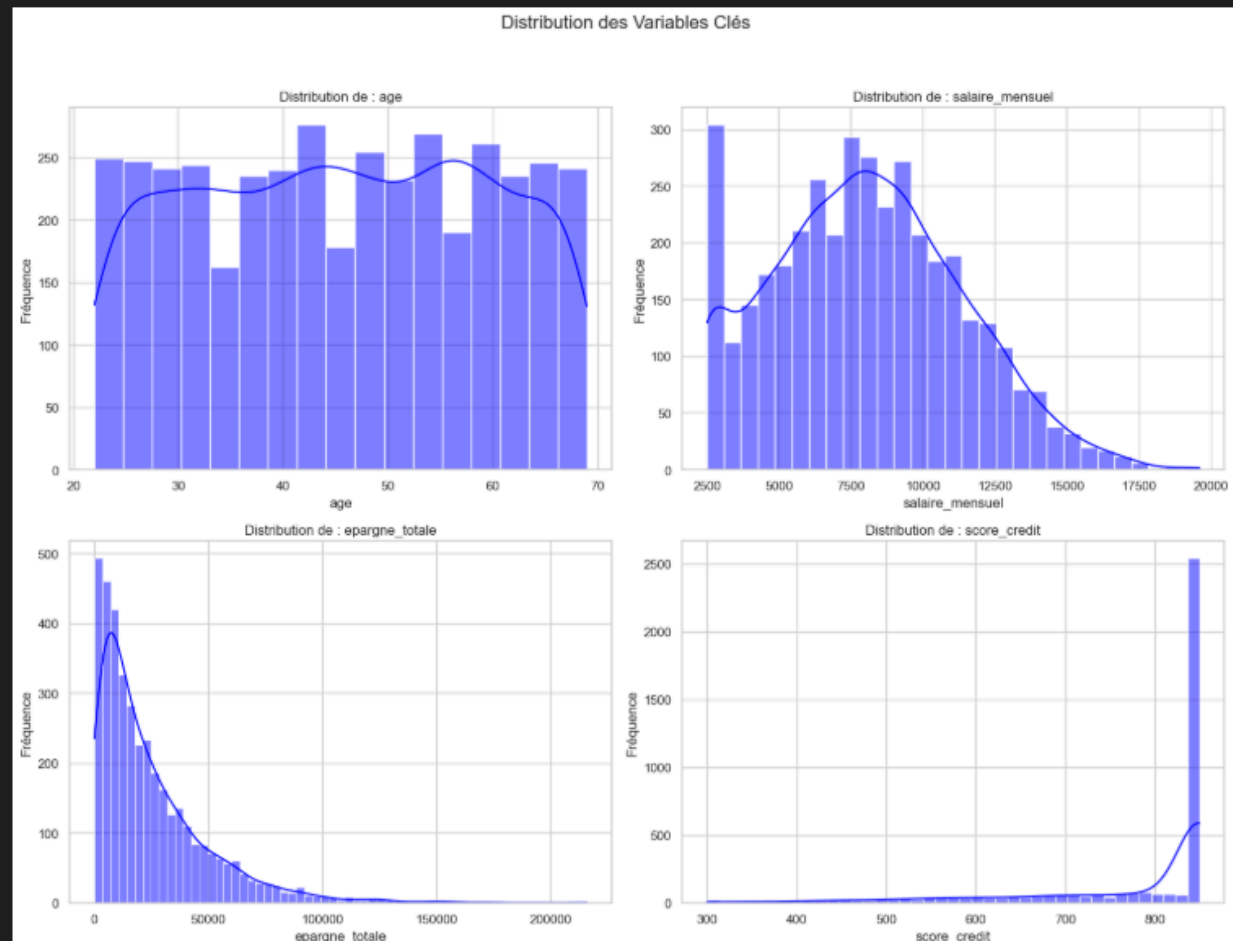 Distribution des Variables Clés
Distribution de : age
Fréquence
250
200
150
100
50
0
20 30 40 50 60 70
age
Distribution de : salaire_mensuel
Fréquence
300
250
200
150
100
50
0
2500 5000 7500 10000 12500 15000 17500 20000
salaire_mensuel
Distribution de : epargne_totale
Fréquence
500
400
300
200
100
0
0 50000 100000 150000 200000
epargne_totale
Distribution de : score_credit
Fréquence
2500
2000
1500
1000
500
0
300 400 500 600 700 800
score_credit